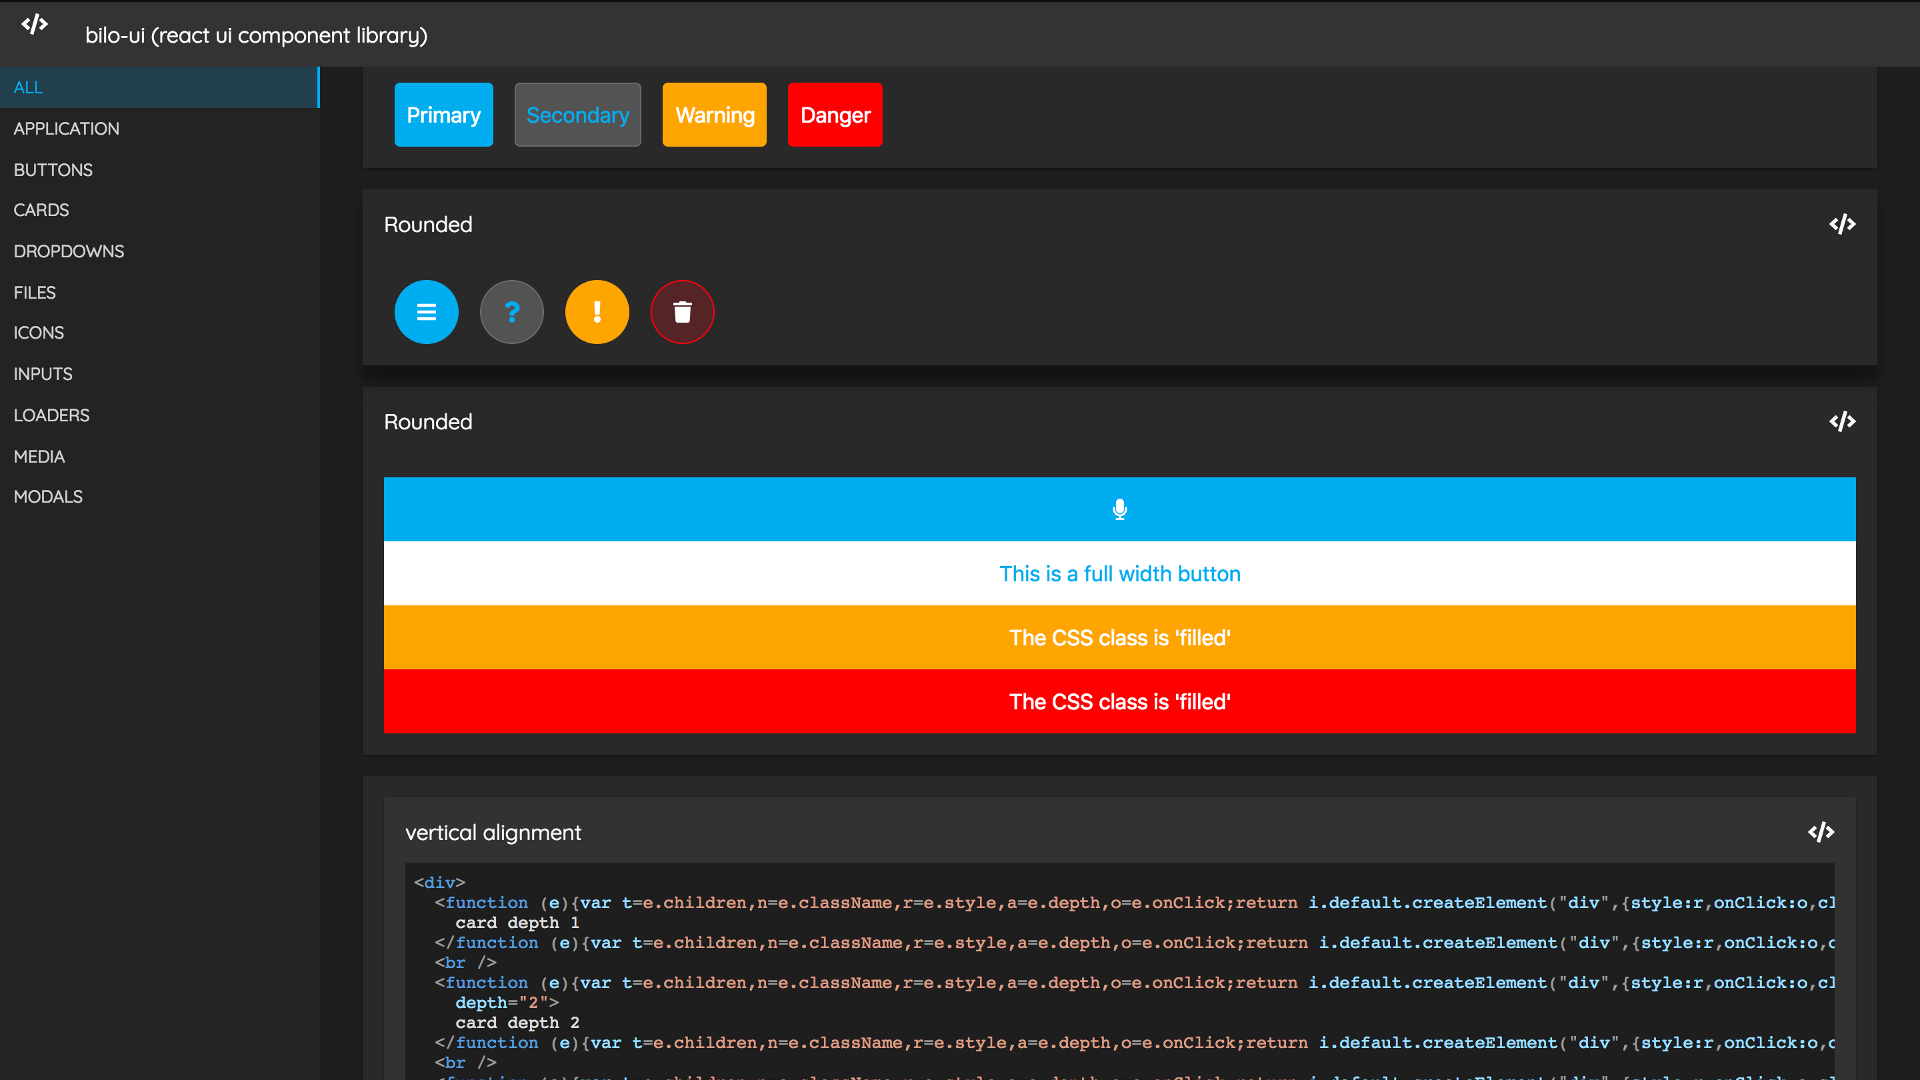 bilo-ui (react ui component library)
ALL
APPLICATION
BUTTONS
CARDS
DROPDOWNS
FILES
ICONS
INPUTS
LOADERS
MEDIA
MODALS
Primary Secondary Warning Danger
Rounded
Rounded
This is a full width button
The CSS class is 'filled'
The CSS class is 'filled'
vertical alignment
<div>
<function (e){var t=e.children,n=e.className,r=e.style,a=e.depth,o=e.onClick;return i.default.createElement("div",{style:r,onClick:o,cl
card depth 1
</function (e){var t=e.children,n=e.className,r=e.style,a=e.depth,o=e.onClick;return i.default.createElement("div",{style:r,onClick:o,c
<br />
<function (e){var t=e.children,n=e.className,r=e.style,a=e.depth,o=e.onClick;return i.default.createElement("div",{style:r,onClick:o,cl
depth="2">
card depth 2
</function (e){var t=e.children,n=e.className,r=e.style,a=e.depth,o=e.onClick;return i.default.createElement("div",{style:r,onClick:o,c
<br />